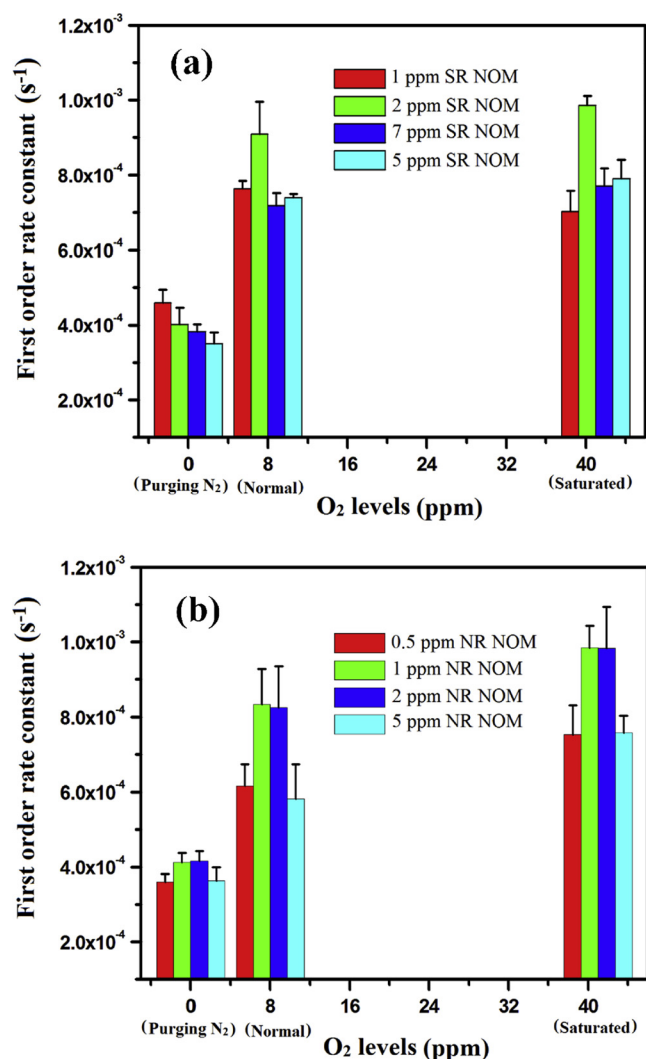 (a)
1.2x10⁻³
1.0x10⁻³
8.0x10⁻⁴
6.0x10⁻⁴
4.0x10⁻⁴
2.0x10⁻⁴
First order rate constant (s⁻¹)
1 ppm SR NOM
2 ppm SR NOM
7 ppm SR NOM
5 ppm SR NOM
0 8 16 24 32 40
(Purging N₂) (Normal) (Saturated)
O₂ levels (ppm)
(b)
1.2x10⁻³
1.0x10⁻³
8.0x10⁻⁴
6.0x10⁻⁴
4.0x10⁻⁴
2.0x10⁻⁴
First order rate constant (s⁻¹)
0.5 ppm NR NOM
1 ppm NR NOM
2 ppm NR NOM
5 ppm NR NOM
0 8 16 24 32 40
(Purging N₂) (Normal) (Saturated)
O₂ levels (ppm)